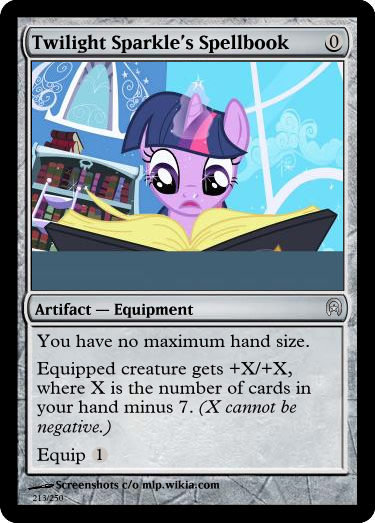 Twilight Sparkle's Spellbook 0
Artifact — Equipment
You have no maximum hand size.
Equipped creature gets +X/+X,
where X is the number of cards in
your hand minus 7. (X cannot be
negative.)
Equip 1
Screenshots c/o mlp.wikia.com
213/250